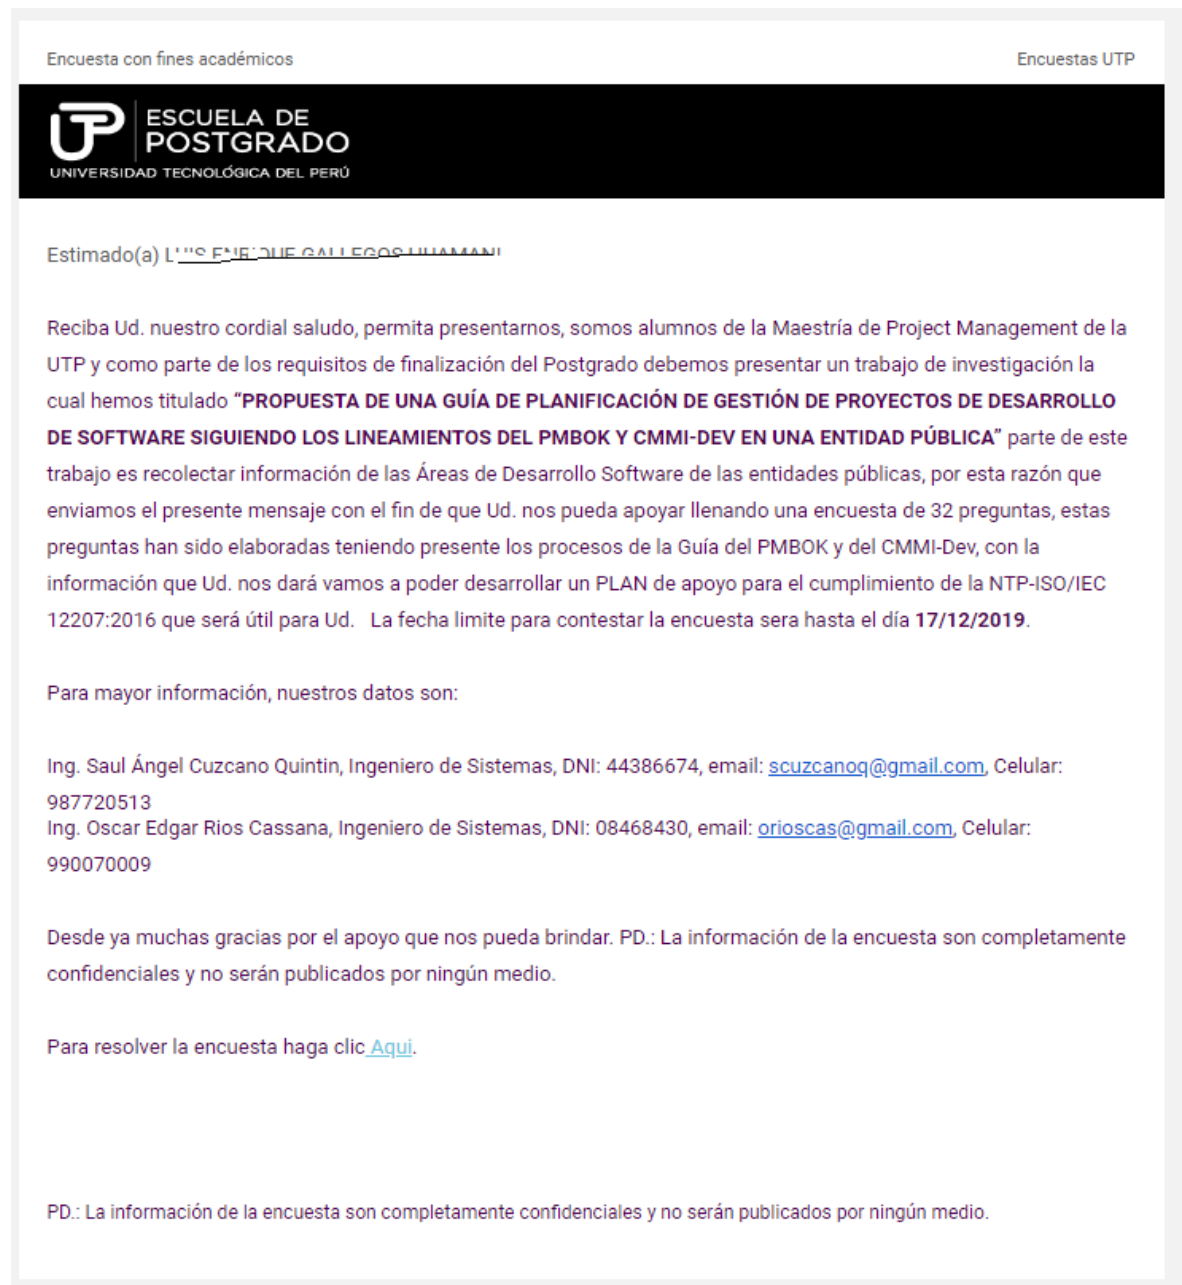 Encuesta con fines académicos
Encuestas UTP
UTP
ESCUELA DE
POSTGRADO
UNIVERSIDAD TECNOLÓGICA DEL PERÚ
Estimado(a)
Reciba Ud. nuestro cordial saludo, permita presentarnos, somos alumnos de la Maestría de Project Management de la
UTP y como parte de los requisitos de finalización del Postgrado debemos presentar un trabajo de investigación la
cual hemos titulado “PROPUESTA DE UNA GUÍA DE PLANIFICACIÓN DE GESTIÓN DE PROYECTOS DE DESARROLLO
DE SOFTWARE SIGUIENDO LOS LINEAMIENTOS DEL PMBOK Y CMMI-DEV EN UNA ENTIDAD PÚBLICA” parte de este
trabajo es recolectar información de las Áreas de Desarrollo Software de las entidades públicas, por esta razón que
enviamos el presente mensaje con el fin de que Ud. nos pueda apoyar llenando una encuesta de 32 preguntas, estas
preguntas han sido elaboradas teniendo presente los procesos de la Guía del PMBOK y del CMMI-Dev, con la
información que Ud. nos dará vamos a poder desarrollar un PLAN de apoyo para el cumplimiento de la NTP-ISO/IEC
12207:2016 que será útil para Ud.   La fecha limite para contestar la encuesta sera hasta el día 17/12/2019.
Para mayor información, nuestros datos son:
Ing. Saul Ángel Cuzcano Quintin, Ingeniero de Sistemas, DNI: 44386674, email: scuzcanoq@gmail.com, Celular:
987720513
Ing. Oscar Edgar Rios Cassana, Ingeniero de Sistemas, DNI: 08468430, email: orioscas@gmail.com, Celular:
990070009
Desde ya muchas gracias por el apoyo que nos pueda brindar. PD.: La información de la encuesta son completamente
confidenciales y no serán publicados por ningún medio.
Para resolver la encuesta haga clic Aqui.
PD.: La información de la encuesta son completamente confidenciales y no serán publicados por ningún medio.